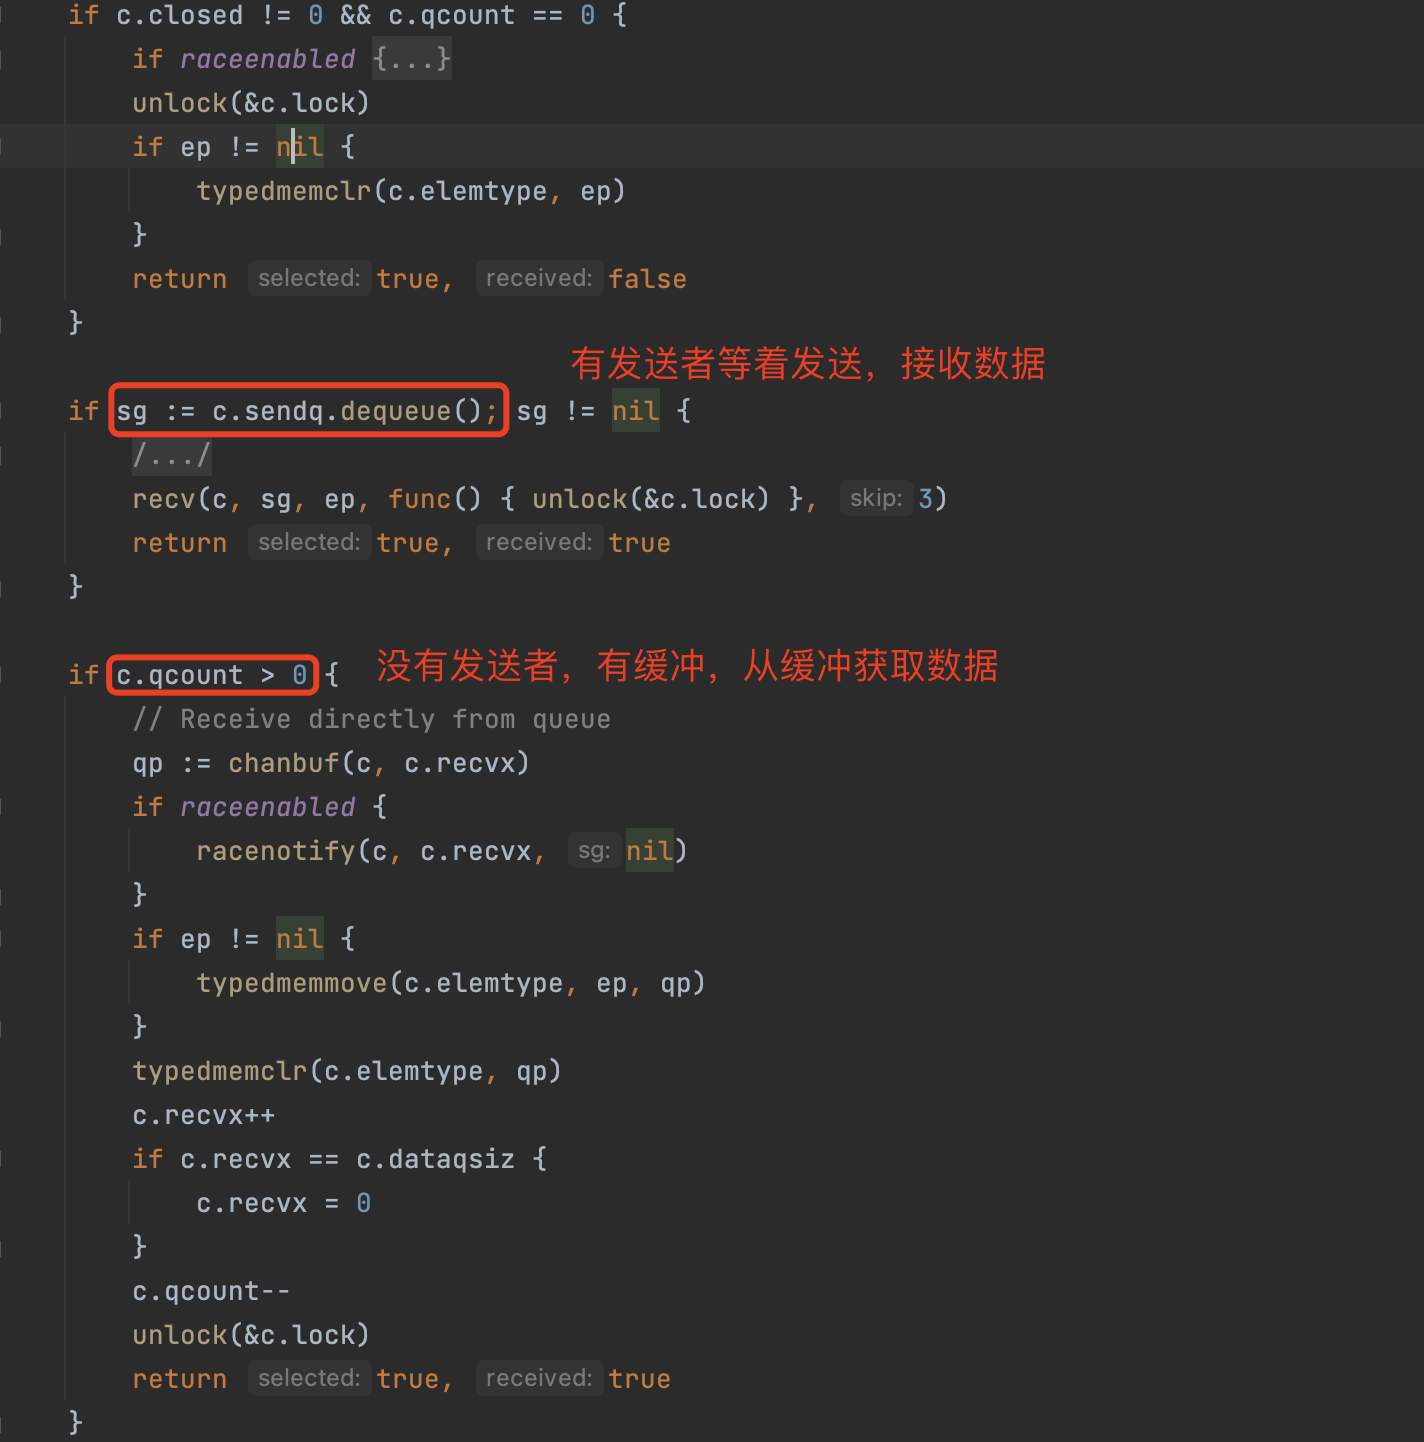 if c.closed != 0 && c.qcount == 0 {
if raceenabled {...}
unlock(&c.lock)
if ep != nil {
typedmemclr(c.elemtype, ep)
}
return selected: true, received: false
}
有发送者等着发送，接收数据
if sg := c.sendq.dequeue(); sg != nil {
/.../
recv(c, sg, ep, func() { unlock(&c.lock) }, skip: 3)
return selected: true, received: true
}
if c.qcount > 0 { 没有发送者，有缓冲，从缓冲获取数据
// Receive directly from queue
qp := chanbuf(c, c.recvx)
if raceenabled {
racenotify(c, c.recvx, sg: nil)
}
if ep != nil {
typedmemmove(c.elemtype, ep, qp)
}
typedmemclr(c.elemtype, qp)
c.recvx++
if c.recvx == c.dataqsiz {
c.recvx = 0
}
c.qcount--
unlock(&c.lock)
return selected: true, received: true
}